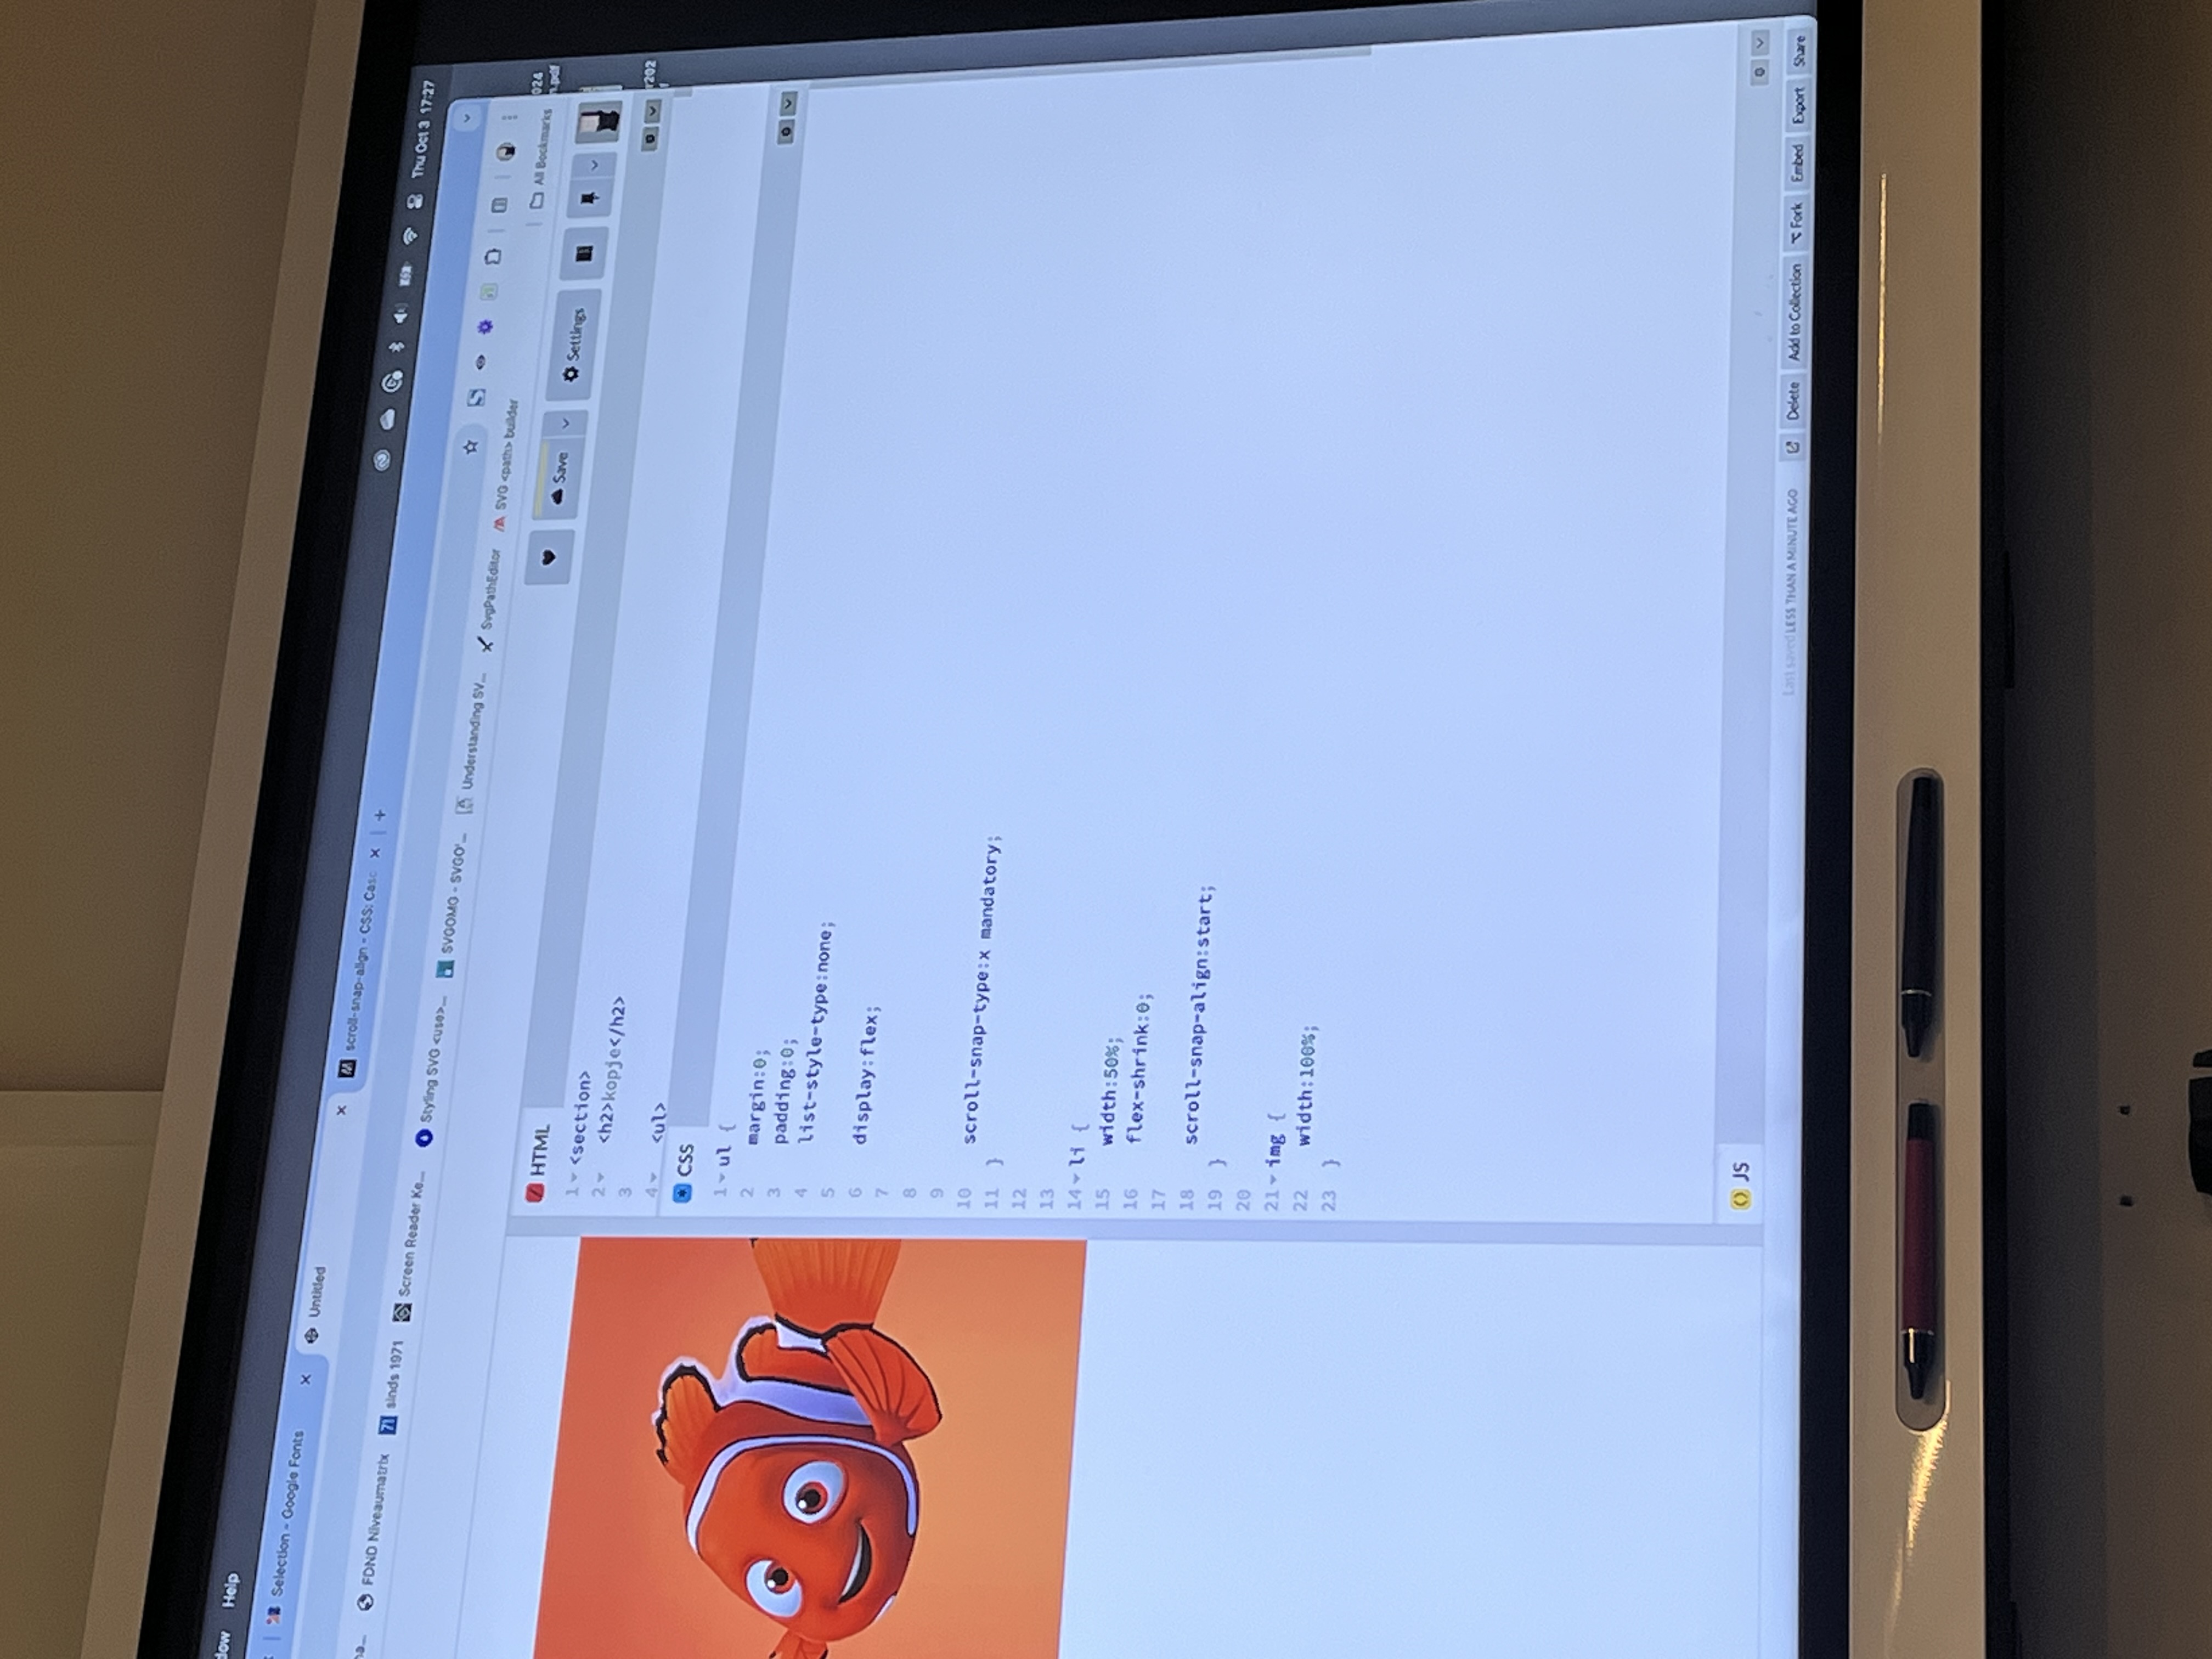 Help
Thu Oct 3 17:27
Selection - Google Fonts
Untitled
scroll-snap-align - CSS: Casc
FDND Niveaumatrix
71 sinds 1971
Screen Reader Ke...
Styling SVG <use>...
SVGOMG - SVGO'...
Understanding SV...
SvgPathEditor
SVG <path> builder
All Bookmarks
HTML
Save
Settings
1 <section>
2 <h2>kopje</h2>
3
4 <ul>
CSS
1 ul {
2 margin:0;
3 padding:0;
4 list-style-type:none;
5
6 display:flex;
7
8
9
10 scroll-snap-type:x mandatory;
11 }
12
13
14 li {
15 width:50%;
16 flex-shrink:0;
17
18 scroll-snap-align:start;
19 }
20
21 img {
22 width:100%;
23 }
JS
Last saved LESS THAN A MINUTE AGO
Delete
Add to Collection
Fork
Embed
Export
Share